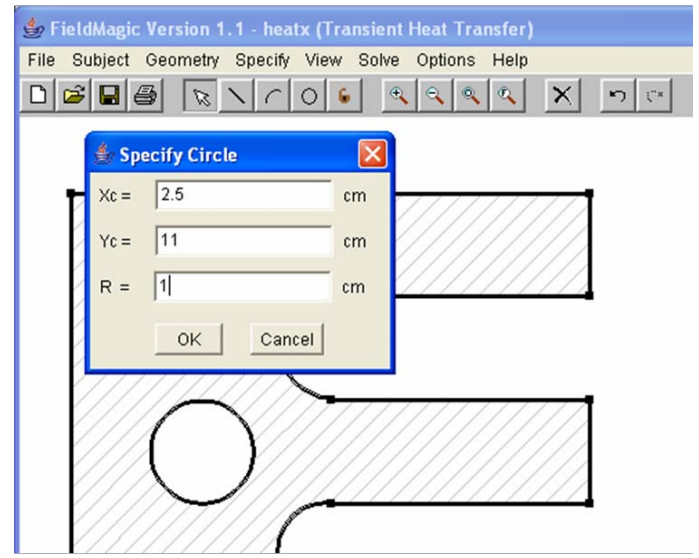 FieldMagic Version 1.1 - heatx (Transient Heat Transfer)
File Subject Geometry Specify View Solve Options Help
Specify Circle
Xc = 2.5 cm
Yc = 11 cm
R = 1 cm
OK Cancel